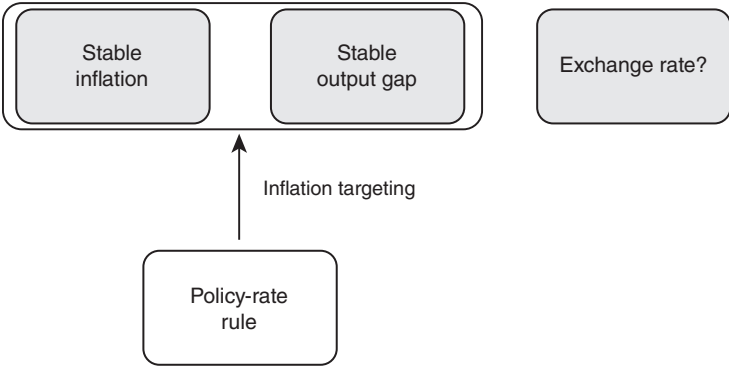 Stable
inflation
Stable
output gap
Exchange rate?
Inflation targeting
Policy-rate
rule